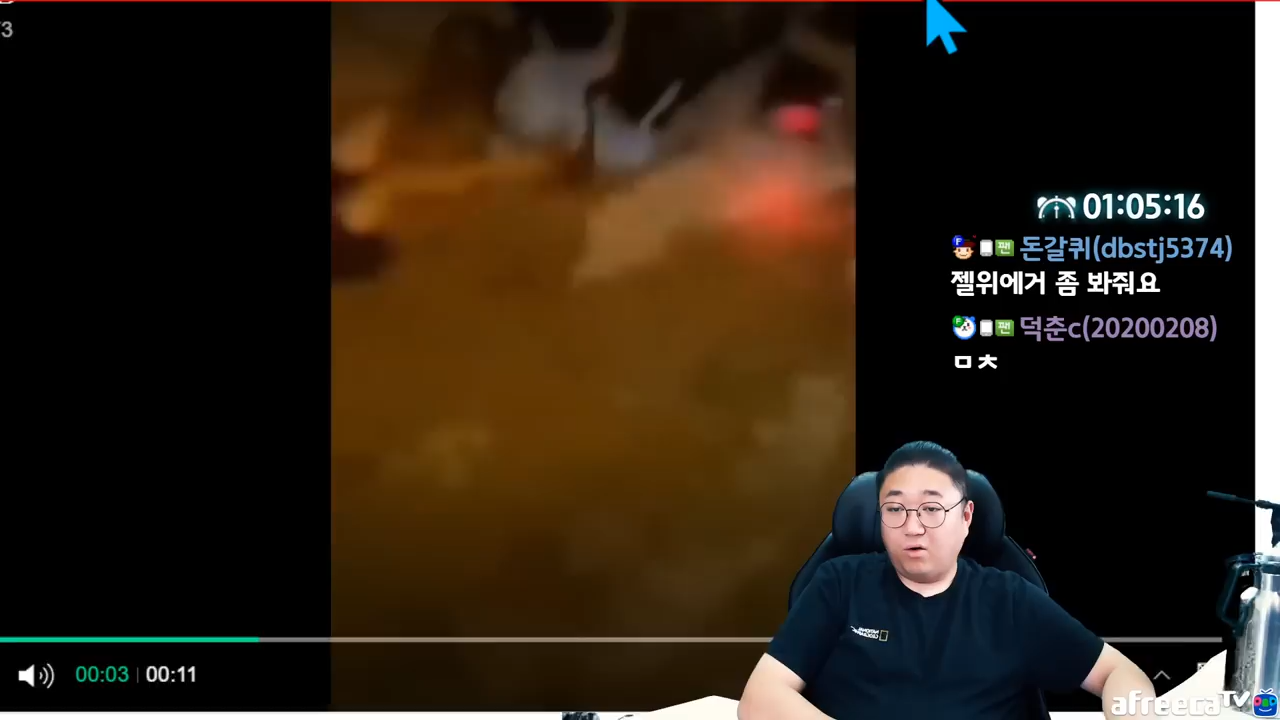 /3
01:05:16
돈갈퀴(dbstj5374)
젤위에거 좀 봐줘요
덕춘c(20200208)
ㅁㅊ
00:03 | 00:11
afreecaTV